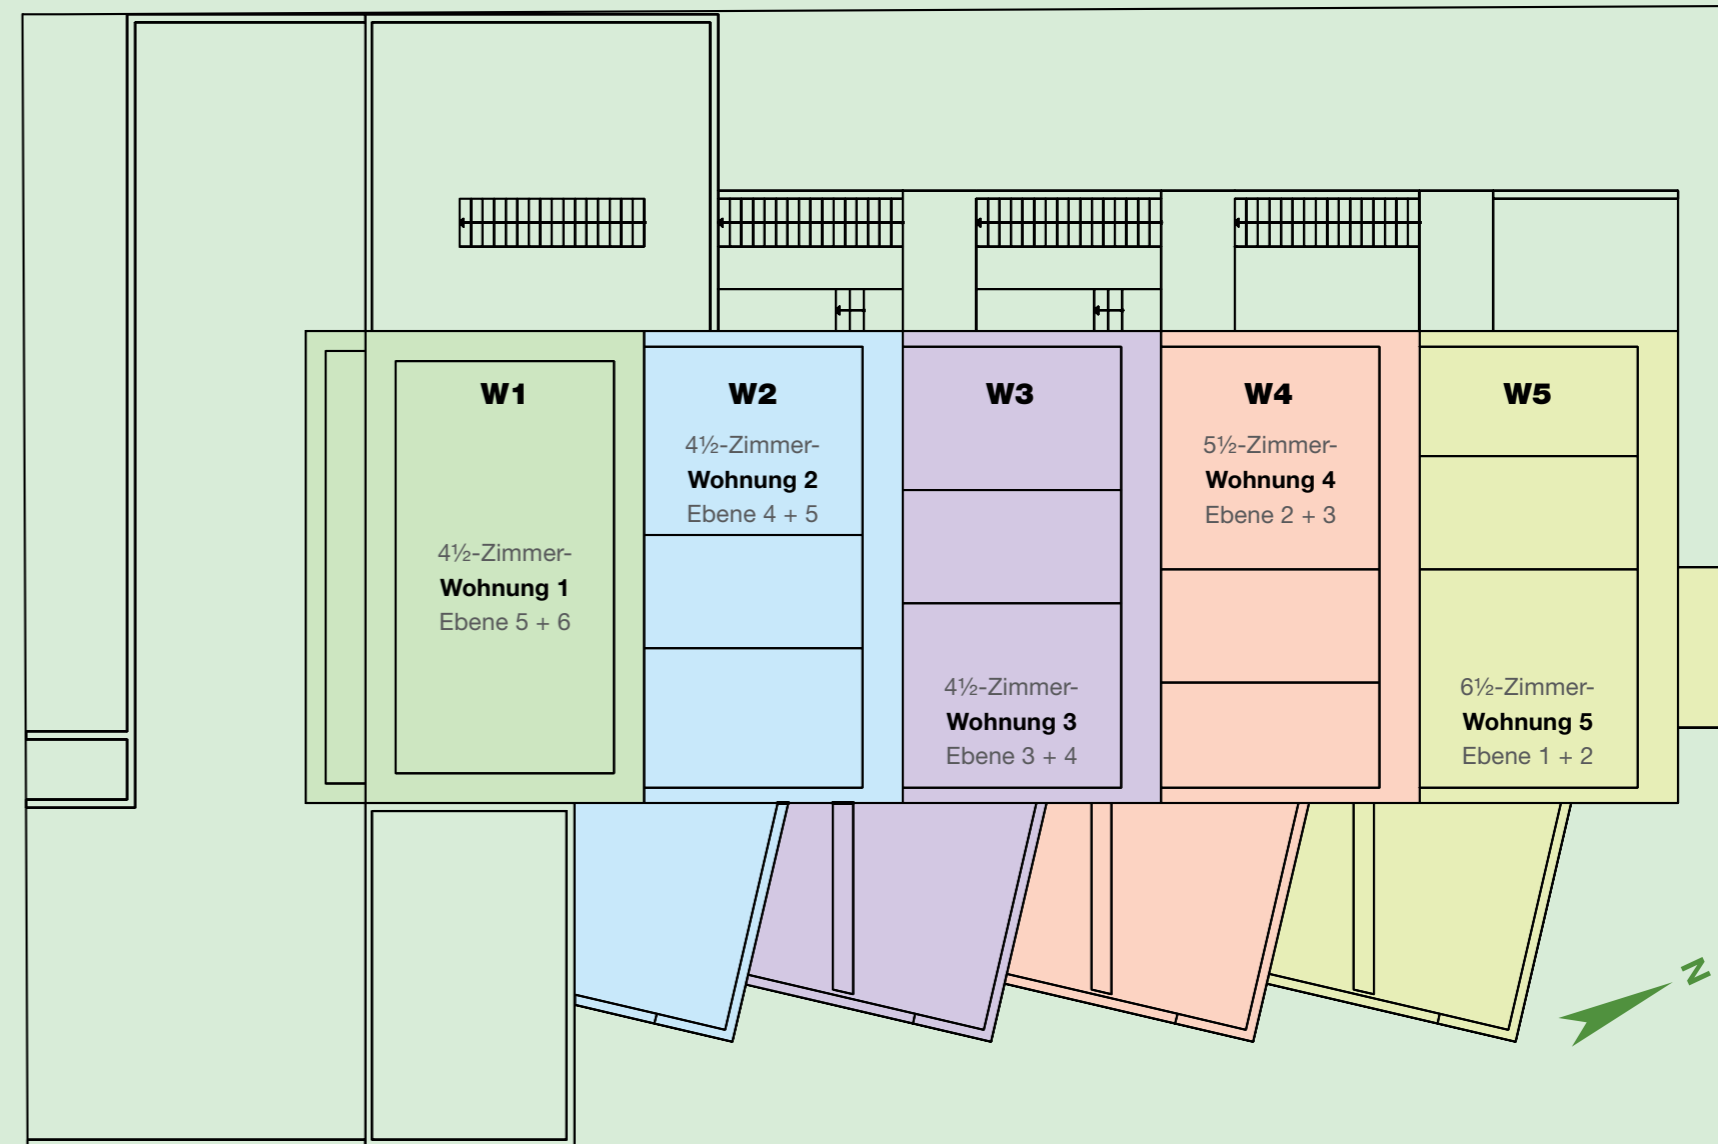 W1
4½-Zimmer-
Wohnung 1
Ebene 5 + 6
W2
4½-Zimmer-
Wohnung 2
Ebene 4 + 5
W3
4½-Zimmer-
Wohnung 3
Ebene 3 + 4
W4
5½-Zimmer-
Wohnung 4
Ebene 2 + 3
W5
6½-Zimmer-
Wohnung 5
Ebene 1 + 2
N